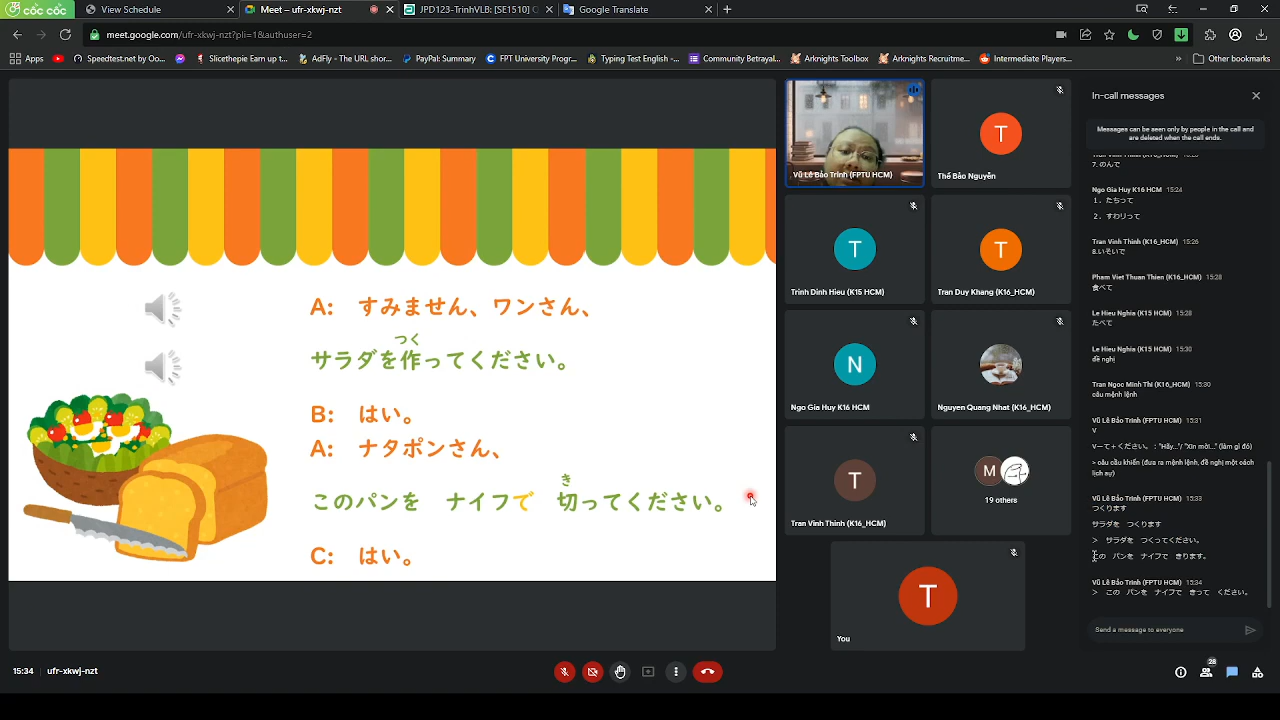 cốc cốc
View Schedule
Meet – ufr-xkwj-nzt
JPD123-TrinhVLB: [SE1510] C
Google Translate
meet.google.com/ufr-xkwj-nzt?pli=1&authuser=2
Apps
Speedtest.net by Oo...
Slicethepie Earn up t...
AdFly - The URL shor...
PayPal: Summary
FPT University Progr...
Typing Test English -...
Community Betrayal...
Arknights Toolbox
Arknights Recruitme...
Intermediate Players...
»
Other bookmarks
A: すみません、ワンさん、
つく
サラダを作ってください。
B: はい。
A: ナタポンさん、
き
このパンを ナイフで 切ってください。
C: はい。
Vũ Lê Bảo Trinh (FPTU HCM)
T
Thế Bảo Nguyễn
T
Trinh Dinh Hieu (K15 HCM)
T
Tran Duy Khang (K16_HCM)
N
Ngo Gia Huy K16 HCM
Nguyen Quang Nhat (K16_HCM)
T
Tran Vinh Thinh (K16_HCM)
M
19 others
T
You
In-call messages
Messages can be seen only by people in the call and
are deleted when the call ends.
7.のんで
Ngo Gia Huy K16 HCM 15:24
1. たちって
2. すわりって
Tran Vinh Thinh (K16_HCM) 15:26
8.いそいで
Pham Viet Thuan Thien (K16_HCM) 15:28
食べて
Le Hieu Nghia (K15 HCM) 15:28
たべて
Le Hieu Nghia (K15 HCM) 15:30
đề nghị
Tran Ngoc Minh Thi (K16_HCM) 15:30
câu mệnh lệnh
Vũ Lê Bảo Trinh (FPTU HCM) 15:31
V
Vーて+ください。: "Hãy..."/ "Xin mời..." (làm gì đó)
> câu cầu khiến (đưa ra mệnh lệnh, đề nghị một cách
lịch sự)
Vũ Lê Bảo Trinh (FPTU HCM) 15:33
つくります
サラダを つくります
> サラダを つくってください。
この パンを ナイフで きります。
Vũ Lê Bảo Trinh (FPTU HCM) 15:34
> この パンを ナイフで きって ください。
Send a message to everyone
15:34 | ufr-xkwj-nzt
28